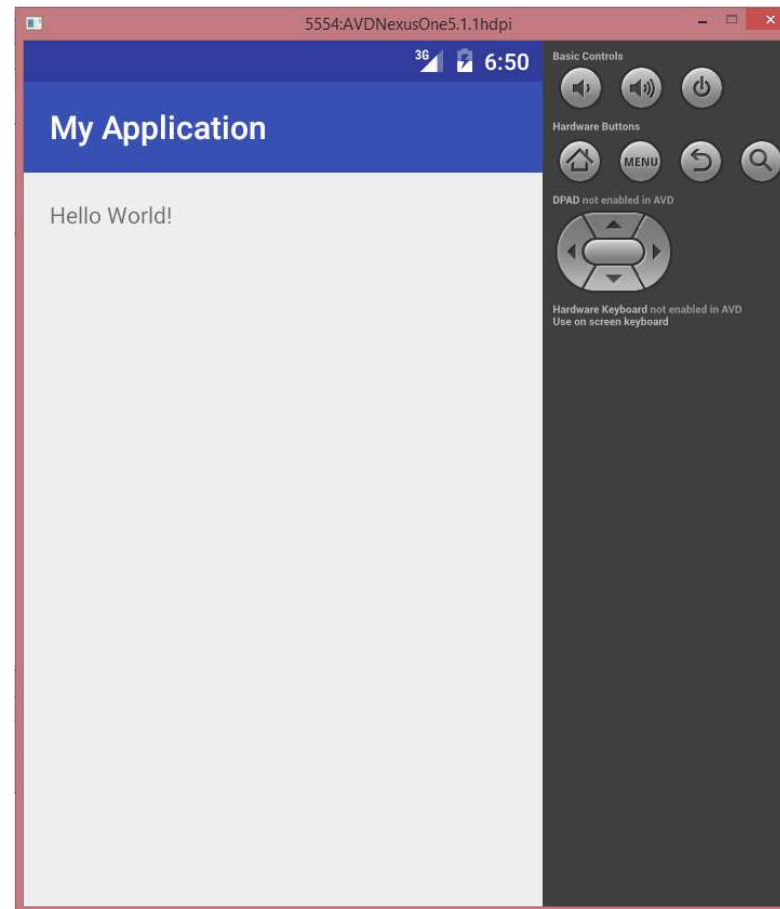 5554:AVDNexusOne5.1.1hdpi
3G 6:50
My Application
Hello World!
Basic Controls
Hardware Buttons
MENU
DPAD not enabled in AVD
Hardware Keyboard not enabled in AVD
Use on screen keyboard